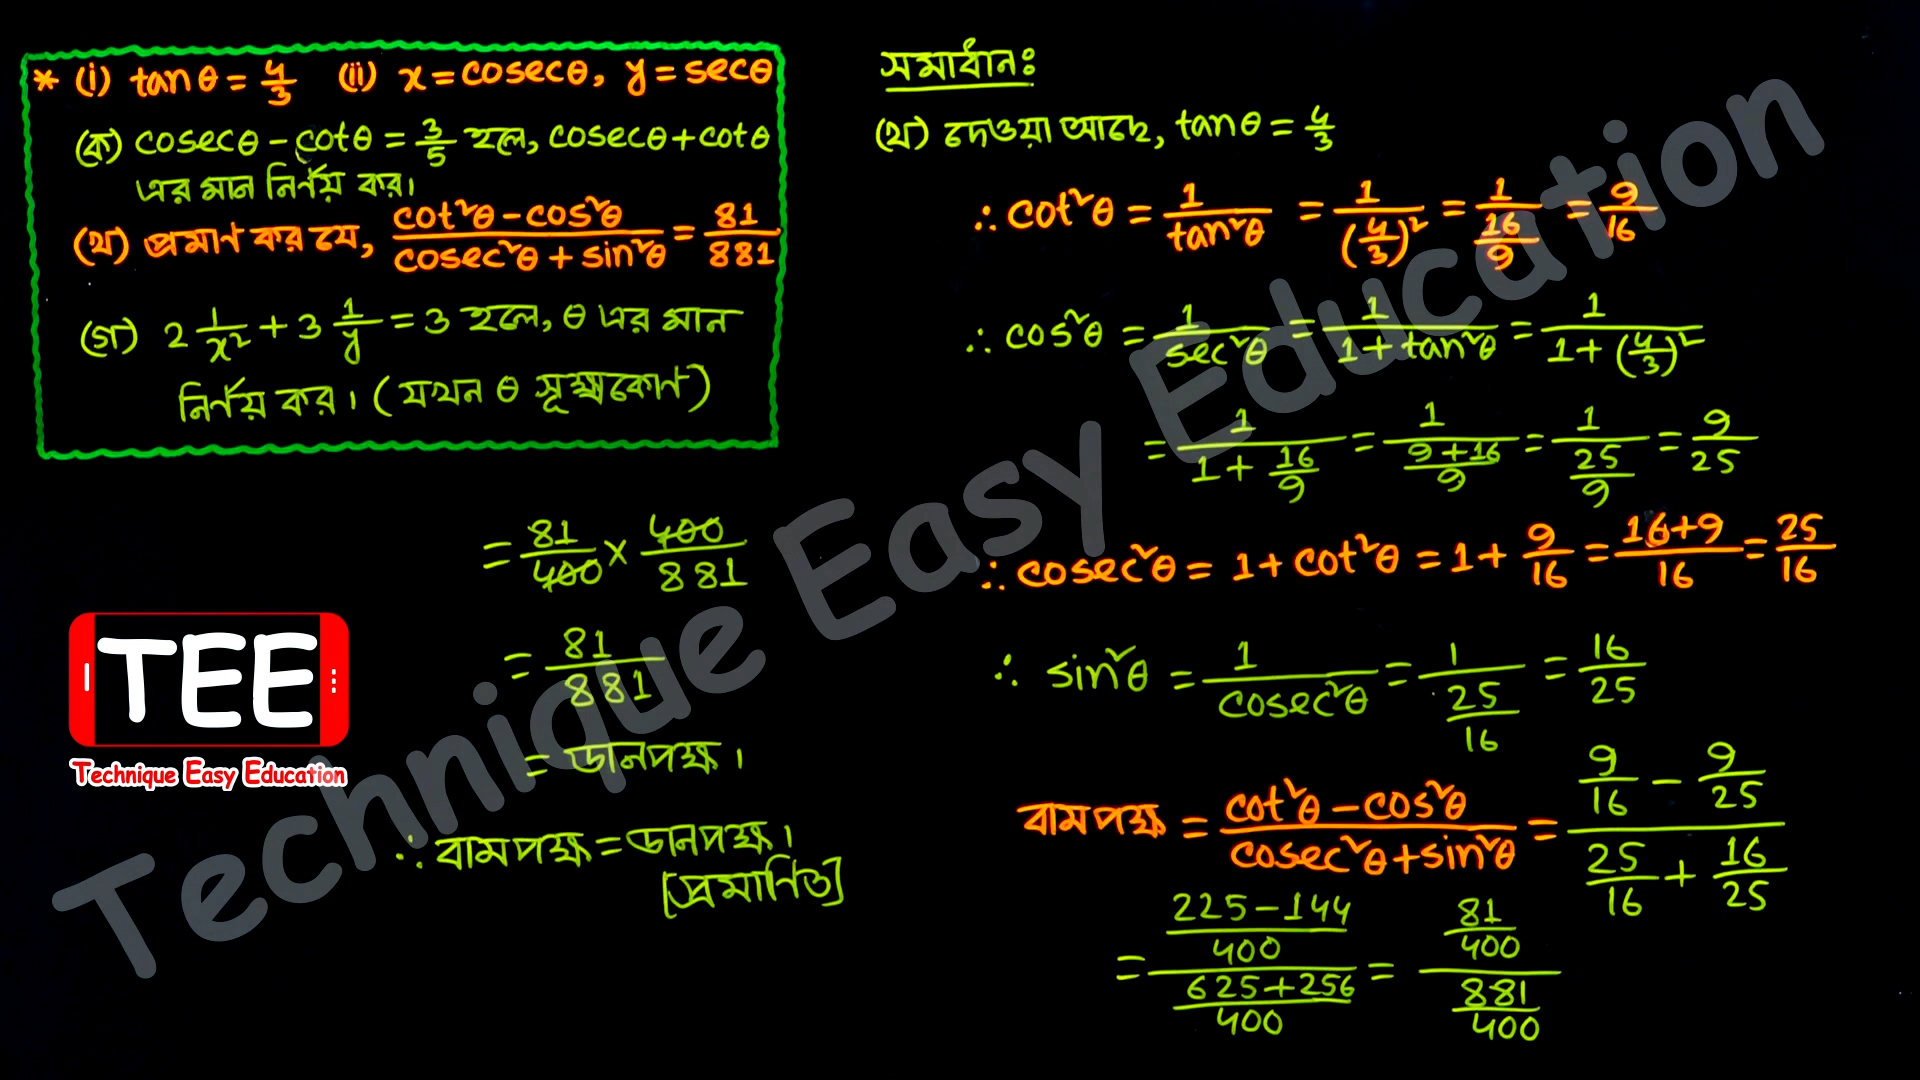 * (i) tanθ = 4/3 (ii) x = cosecθ, y = secθ
(ক) cosecθ - cotθ = 3/5 হলে, cosecθ + cotθ
এর মান নির্ণয় কর।
(খ) প্রমাণ কর যে, (cot²θ - cos²θ)/(cosec²θ + sin²θ) = 81/881
(গ) 2 1/x² + 3 1/y = 3 হলে, θ এর মান
নির্ণয় কর। (যখন θ সূক্ষ্মকোণ)
সমাধানঃ
(খ) দেওয়া আছে, tanθ = 4/3
∴ cot²θ = 1/tan²θ = 1/(4/3)² = 1/(16/9) = 9/16
∴ cos²θ = 1/sec²θ = 1/(1 + tan²θ) = 1/(1 + (4/3)²)
= 1/(1 + 16/9) = 1/((9+16)/9) = 1/(25/9) = 9/25
∴ cosec²θ = 1 + cot²θ = 1 + 9/16 = (16+9)/16 = 25/16
∴ sin²θ = 1/cosec²θ = 1/(25/16) = 16/25
বামপক্ষ = (cot²θ - cos²θ)/(cosec²θ + sin²θ) = (9/16 - 9/25)/(25/16 + 16/25)
= ((225 - 144)/400)/((625 + 256)/400) = (81/400)/(881/400)
= 81/400 × 400/881
= 81/881
= ডানপক্ষ।
∴ বামপক্ষ = ডানপক্ষ।
[প্রমাণিত]
TEE
Technique Easy Education
Technique Easy Education